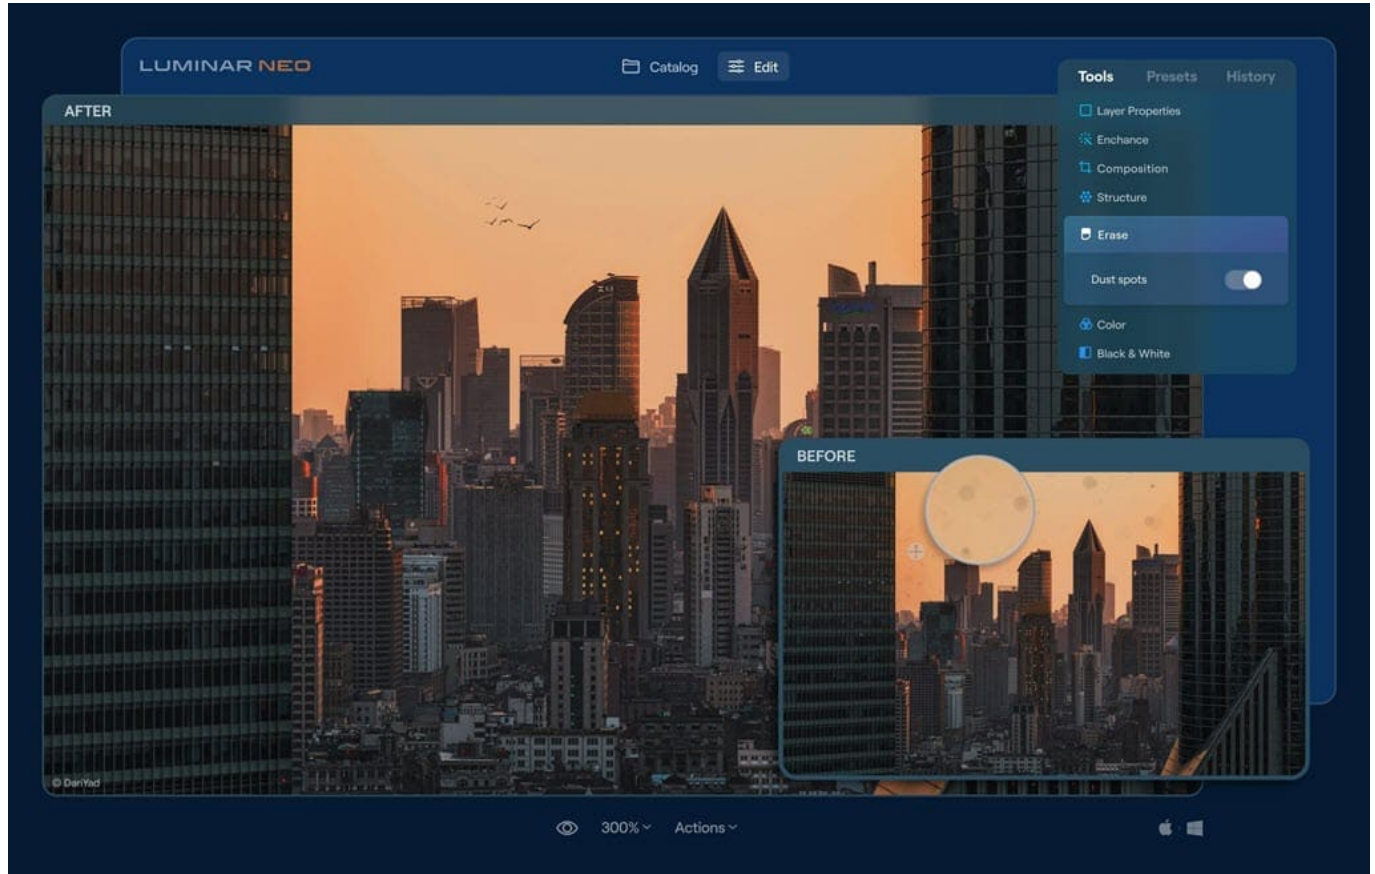 LUMINAR NEO
Catalog
Edit
Tools
Presets
History
AFTER
Layer Properties
Enchance
Composition
Structure
Erase
Dust spots
Color
Black & White
BEFORE
© DariYad
300%
Actions